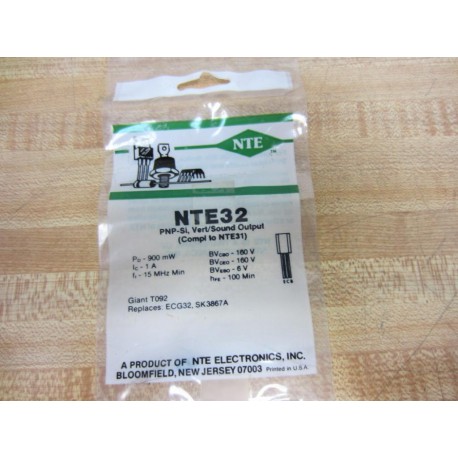 NTE
NTE32
PNP-Si, Vert/Sound Output
(Compl to NTE31)
PD - 900 mW
IC - 1 A
fT - 15 MHz Min
BVCBO - 160 V
BVCEO - 160 V
BVEBO - 6 V
hFE - 100 Min
ECB
Giant TO92
Replaces: ECG32, SK3867A
A PRODUCT OF NTE ELECTRONICS, INC.
BLOOMFIELD, NEW JERSEY 07003 Printed in U.S.A.